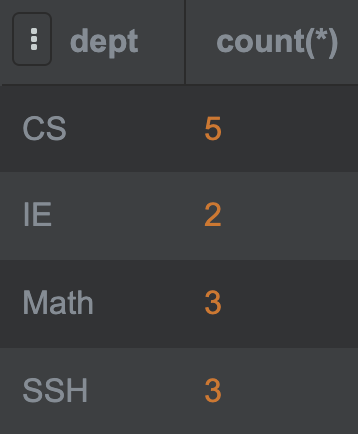 dept count(*)
CS 5
IE 2
Math 3
SSH 3